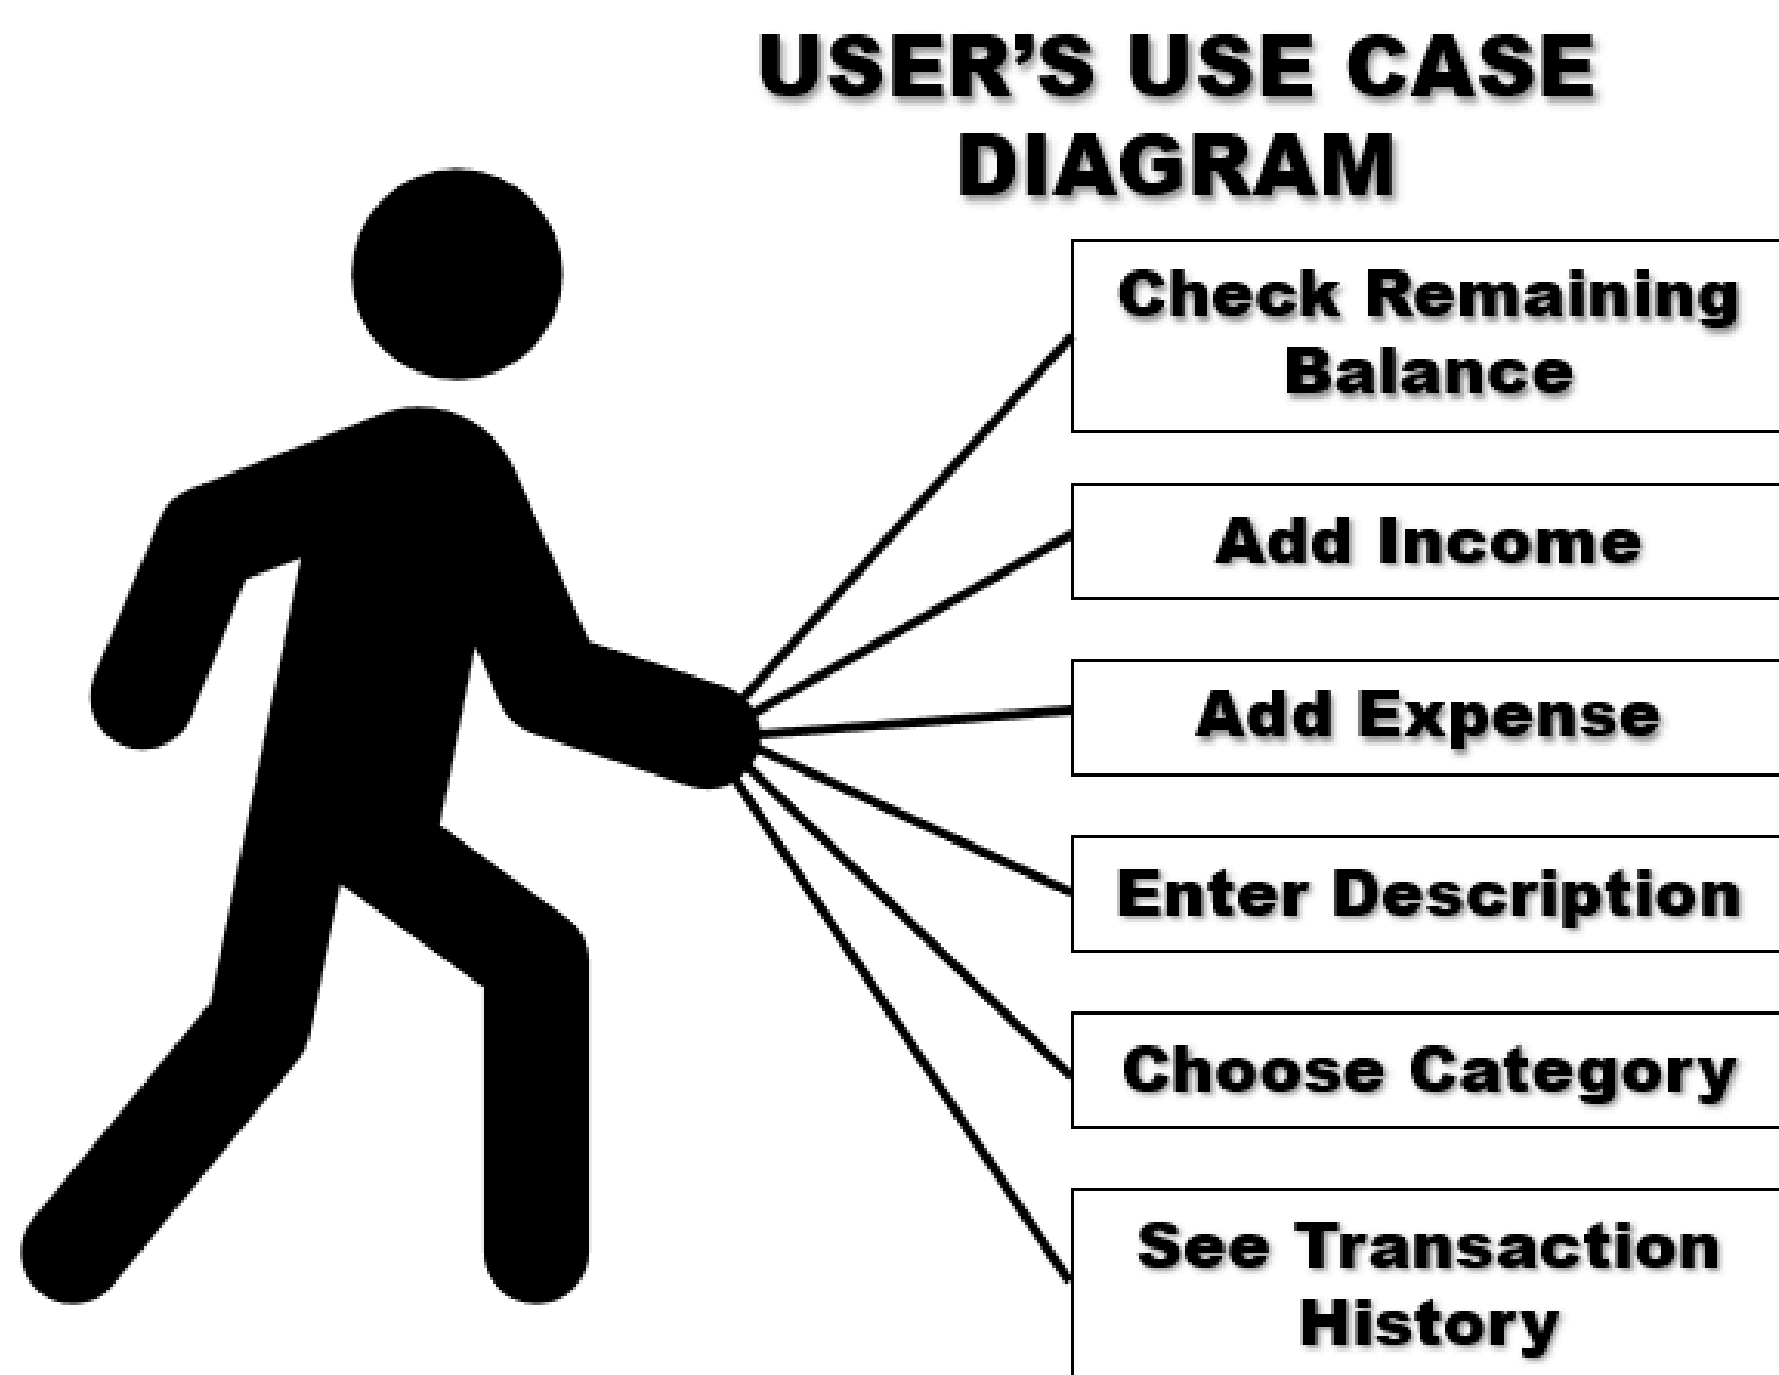 USER’S USE CASE
DIAGRAM
Check Remaining
Balance
Add Income
Add Expense
Enter Description
Choose Category
See Transaction
History